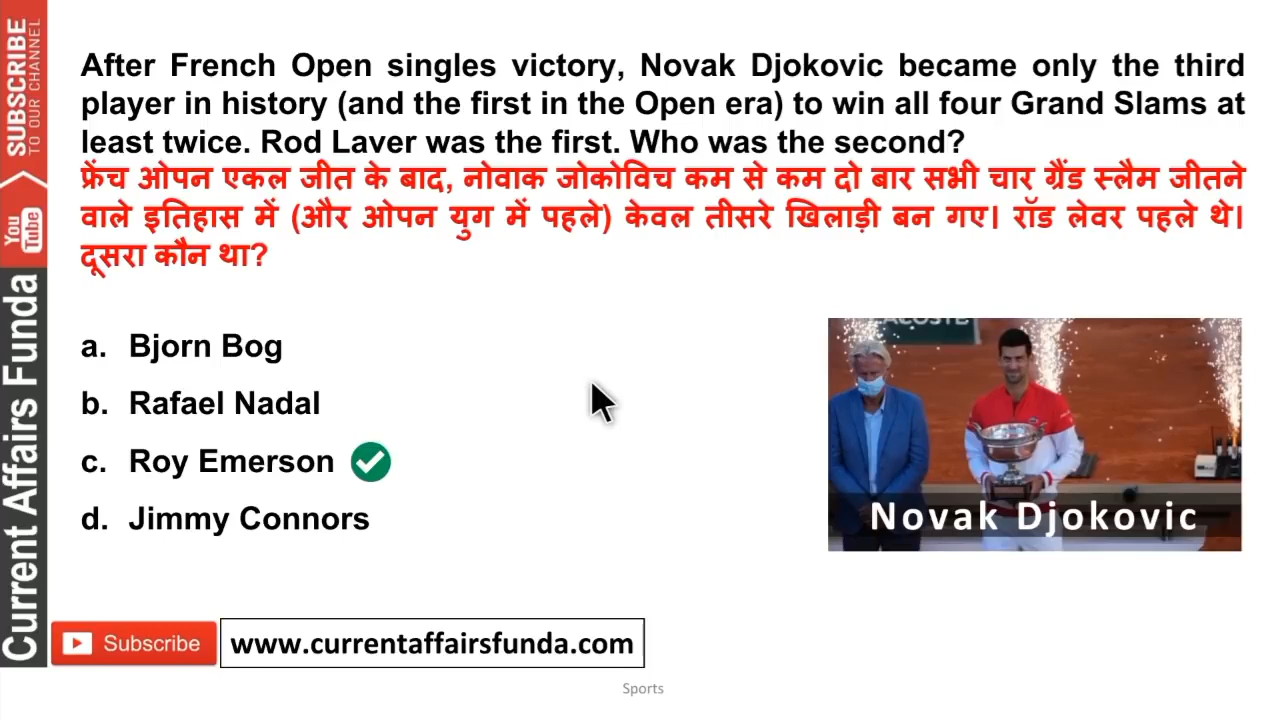 SUBSCRIBE
TO OUR CHANNEL
You
Tube
Current Affairs Funda
After French Open singles victory, Novak Djokovic became only the third
player in history (and the first in the Open era) to win all four Grand Slams at
least twice. Rod Laver was the first. Who was the second?
फ्रेंच ओपन एकल जीत के बाद, नोवाक जोकोविच कम से कम दो बार सभी चार ग्रैंड स्लैम जीतने
वाले इतिहास में (और ओपन युग में पहले) केवल तीसरे खिलाड़ी बन गए। रॉड लेवर पहले थे।
दूसरा कौन था?
a. Bjorn Bog
b. Rafael Nadal
c. Roy Emerson
d. Jimmy Connors
LACOSTE
Novak Djokovic
Subscribe
www.currentaffairsfunda.com
Sports